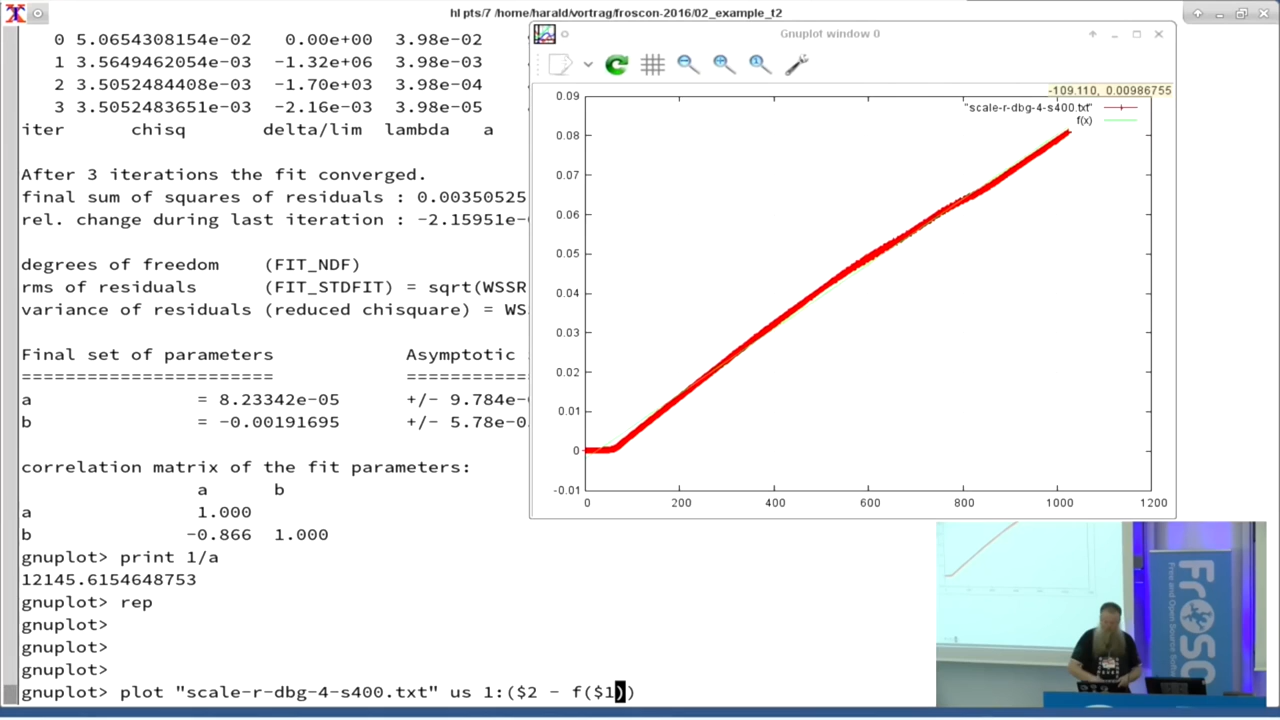 hl pts/7 /home/harald/vortrag/froscon-2016/02_example_t2
0 5.0654308154e-02 0.00e+00 3.98e-02
1 3.5649462054e-03 -1.32e+06 3.98e-03
2 3.5052484408e-03 -1.70e+03 3.98e-04
3 3.5052483651e-03 -2.16e-03 3.98e-05
iter chisq delta/lim lambda a
After 3 iterations the fit converged.
final sum of squares of residuals : 0.00350525
rel. change during last iteration : -2.15951e-
degrees of freedom (FIT_NDF)
rms of residuals (FIT_STDFIT) = sqrt(WSSR
variance of residuals (reduced chisquare) = WS
Final set of parameters Asymptotic
======================= ==========
a = 8.23342e-05 +/- 9.784e-
b = -0.00191695 +/- 5.78e-0
correlation matrix of the fit parameters:
a b
a 1.000
b -0.866 1.000
gnuplot> print 1/a
12145.6154648753
gnuplot> rep
gnuplot>
gnuplot>
gnuplot>
gnuplot> plot "scale-r-dbg-4-s400.txt" us 1:($2 - f($1))
Gnuplot window 0
-109.110, 0.00986755
"scale-r-dbg-4-s400.txt"
f(x)
0.09
0.08
0.07
0.06
0.05
0.04
0.03
0.02
0.01
0
-0.01
0 200 400 600 800 1000 1200
Free and Open Source